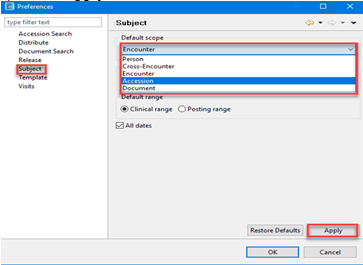 Preferences
type filter text
Subject
Accession Search
Distribute
Document Search
Release
Subject
Template
Visits
Default scope
Encounter
Person
Cross-Encounter
Encounter
Accession
Document
Default range
Clinical range
Posting range
All dates
Restore Defaults
Apply
OK
Cancel